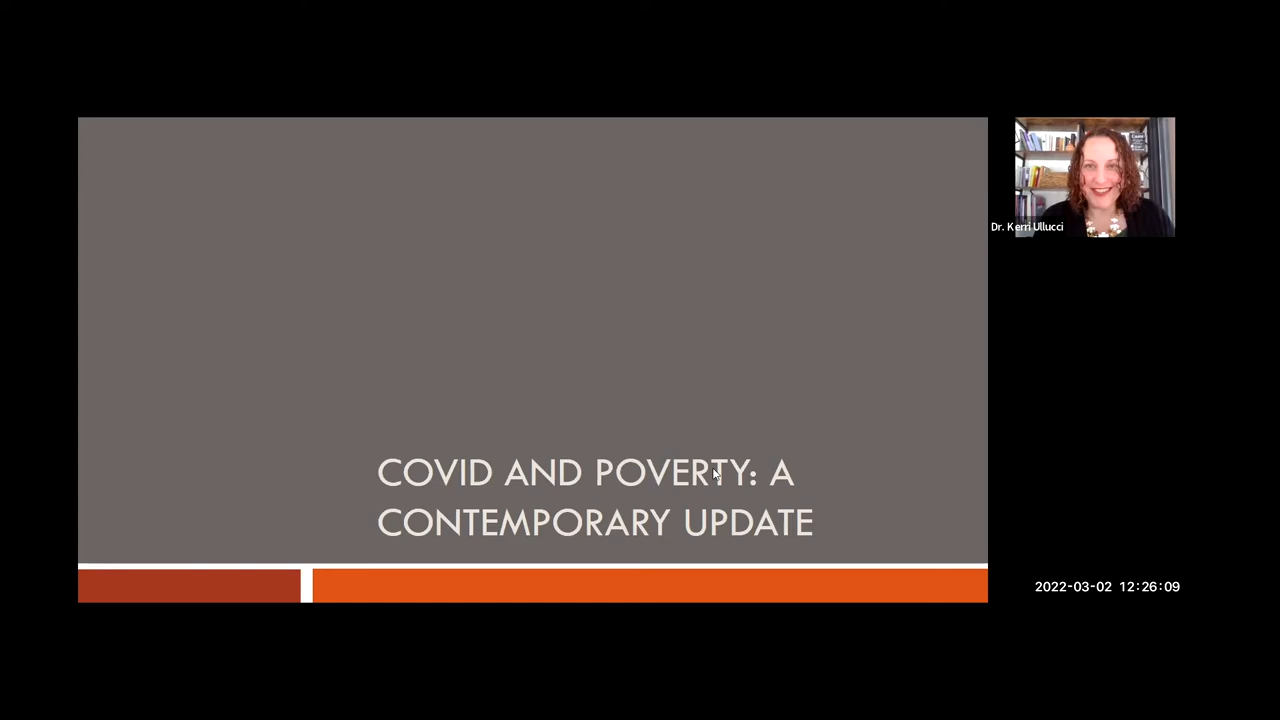 COVID AND POVERTY: A
CONTEMPORARY UPDATE
Dr. Kerri Ullucci
2022-03-02 12:26:09